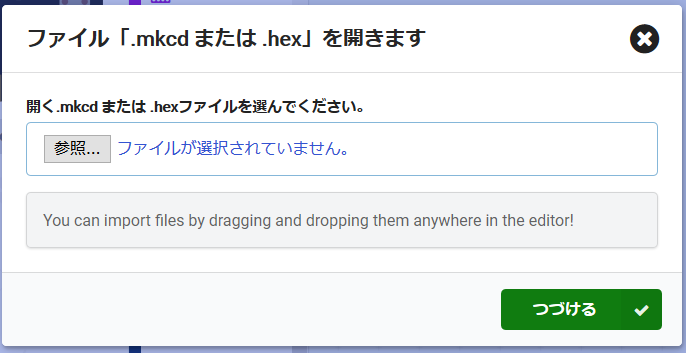 ファイル「.mkcd または .hex」を開きます
開く.mkcd または .hexファイルを選んでください。
参照... ファイルが選択されていません。
You can import files by dragging and dropping them anywhere in the editor!
つづける